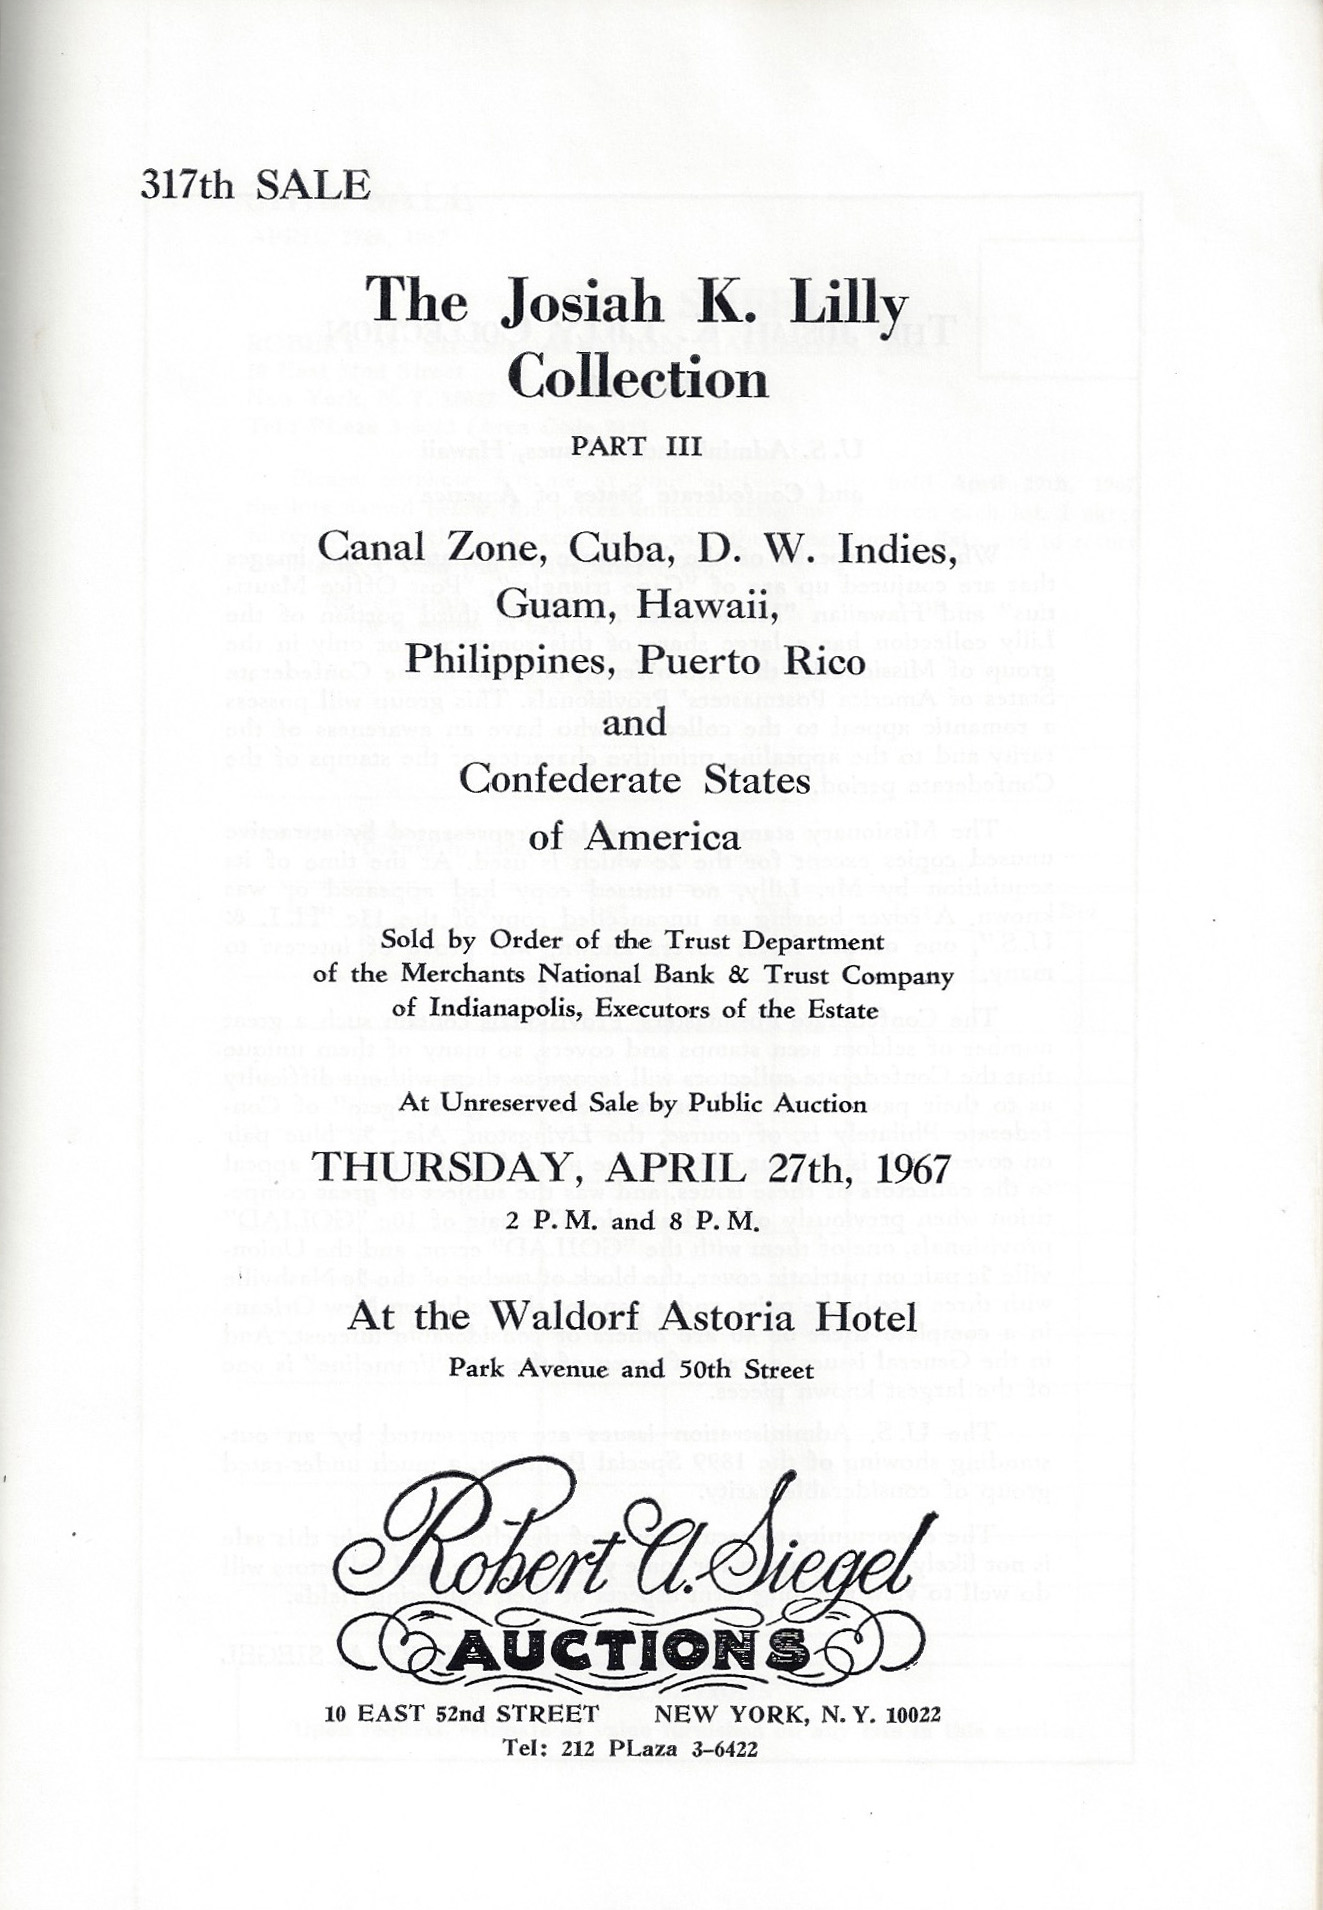 317th SALE
The Josiah K. Lilly
Collection
PART III
Canal Zone, Cuba, D. W. Indies,
Guam, Hawaii,
Philippines, Puerto Rico
and
Confederate States
of America
Sold by Order of the Trust Department
of the Merchants National Bank & Trust Company
of Indianapolis, Executors of the Estate
At Unreserved Sale by Public Auction
THURSDAY, APRIL 27th, 1967
2 P. M. and 8 P. M.
At the Waldorf Astoria Hotel
Park Avenue and 50th Street
Robert A. Siegel
AUCTIONS
10 EAST 52nd STREET NEW YORK, N. Y. 10022
Tel: 212 PLaza 3-6422